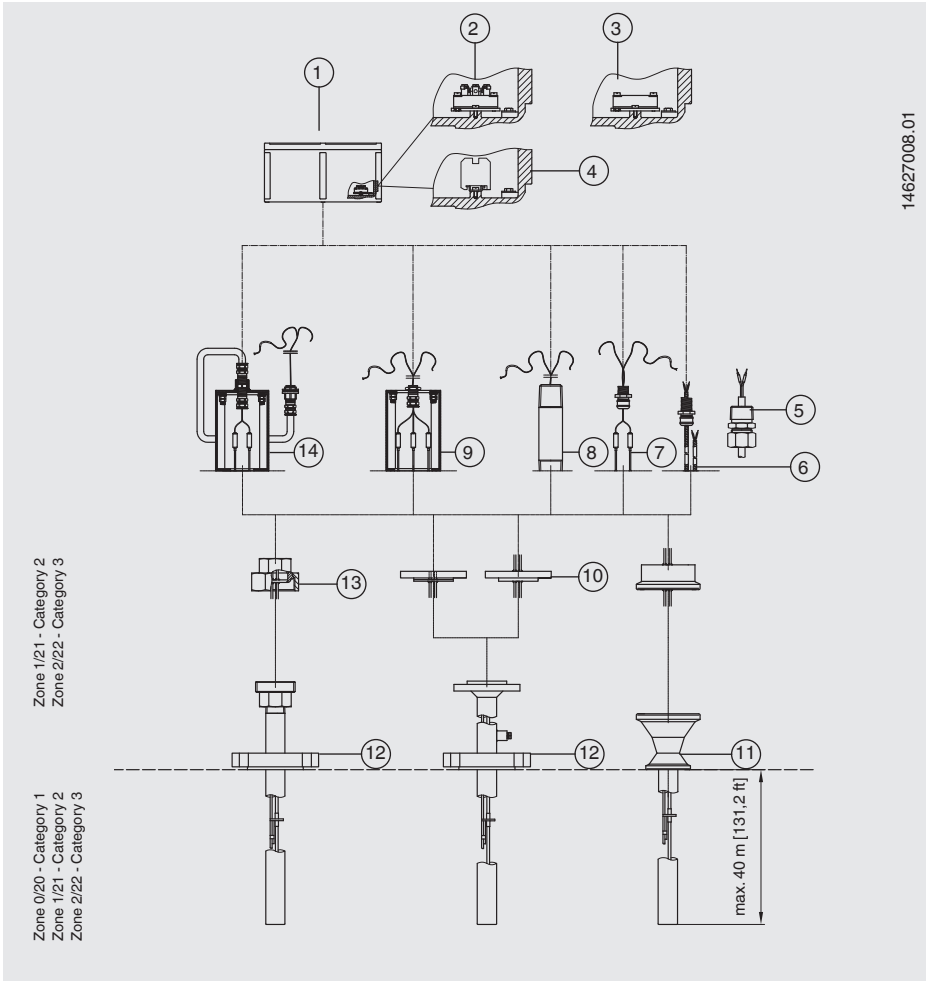 2
3
1
4
14627008.01
5
14
9
8
7
6
13
10
Zone 1/21 - Category 2
Zone 2/22 - Category 3
12
12
11
Zone 0/20 - Category 1
Zone 1/21 - Category 2
Zone 2/22 - Category 3
max. 40 m [131,2 ft]